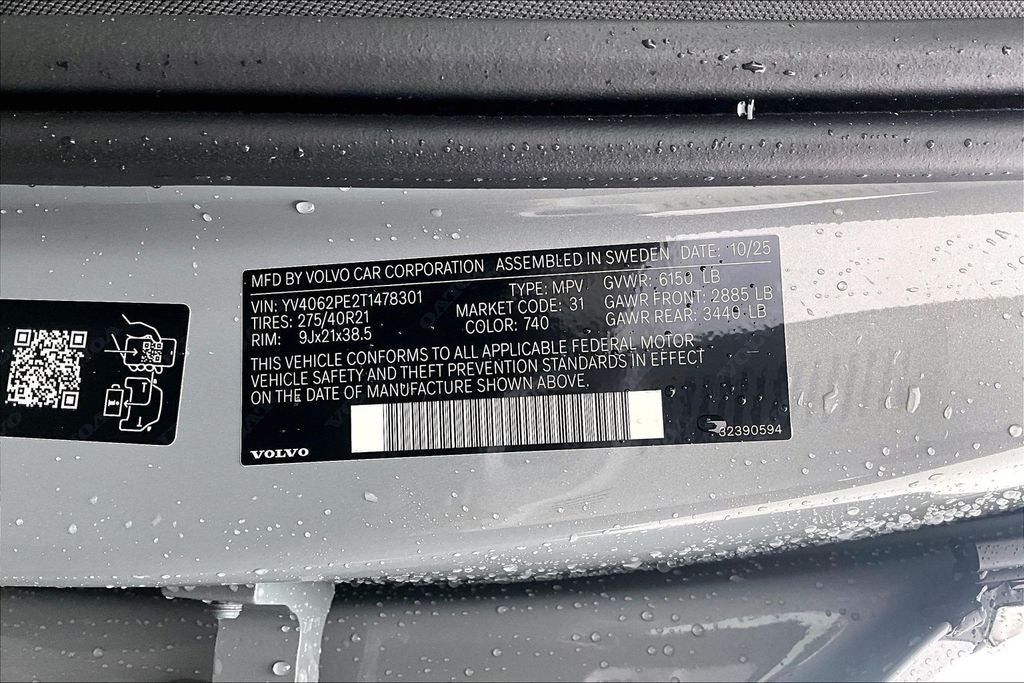 MFD BY VOLVO CAR CORPORATION ASSEMBLED IN SWEDEN DATE: 10/25
VIN: YV4062PE2T1478301 TYPE: MPV GVWR: 6150 LB
TIRES: 275/40R21 MARKET CODE: 31 GAWR FRONT: 2885 LB
RIM: 9Jx21x38.5 COLOR: 740 GAWR REAR: 3440 LB
THIS VEHICLE CONFORMS TO ALL APPLICABLE FEDERAL MOTOR
VEHICLE SAFETY AND THEFT PREVENTION STANDARDS IN EFFECT
ON THE DATE OF MANUFACTURE SHOWN ABOVE.
VOLVO
32390594